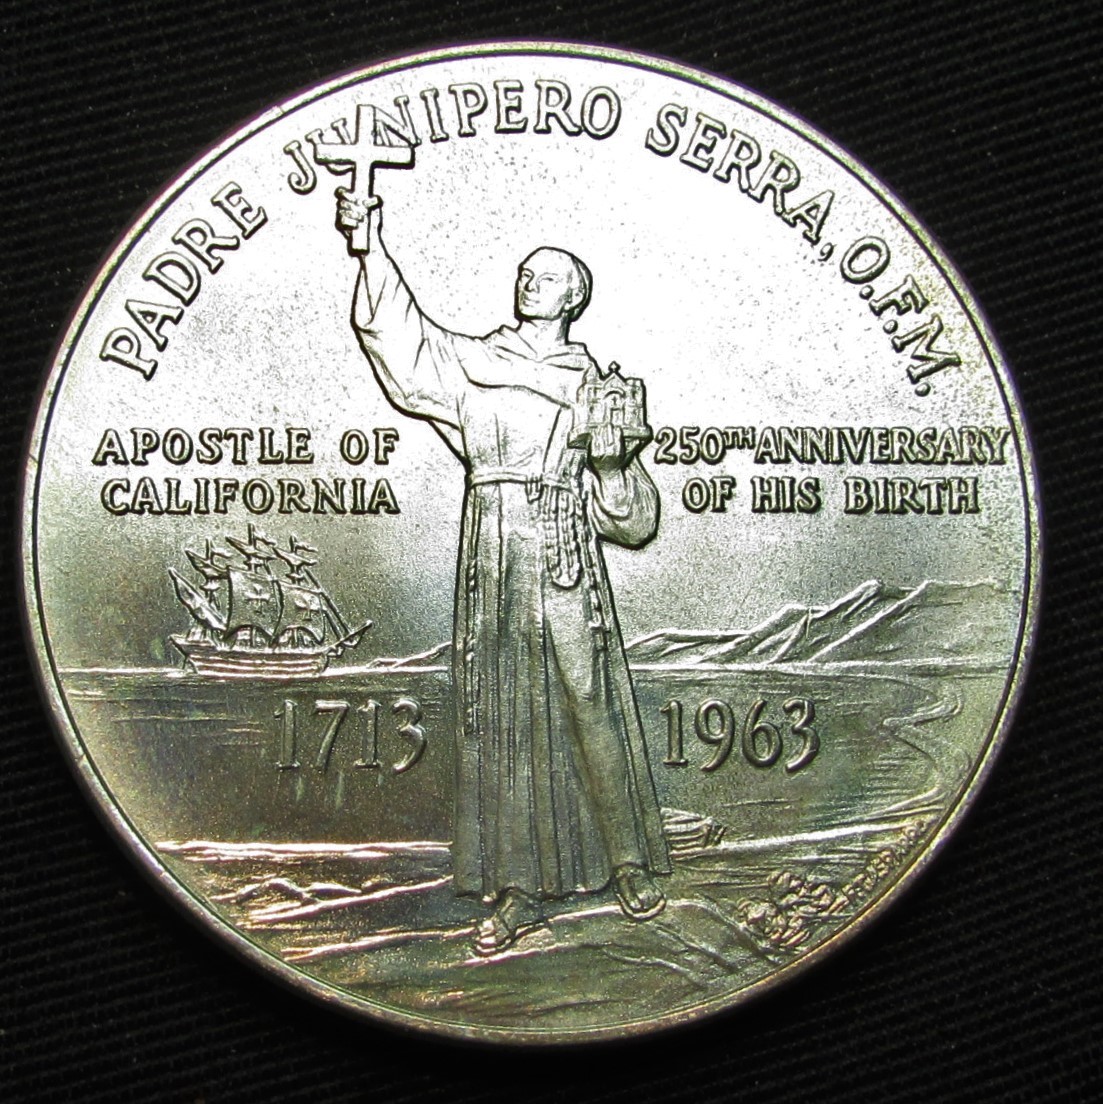 PADRE JUNIPERO SERRA, O.F.M.
APOSTLE OF
CALIFORNIA
250TH ANNIVERSARY
OF HIS BIRTH
1713
1963